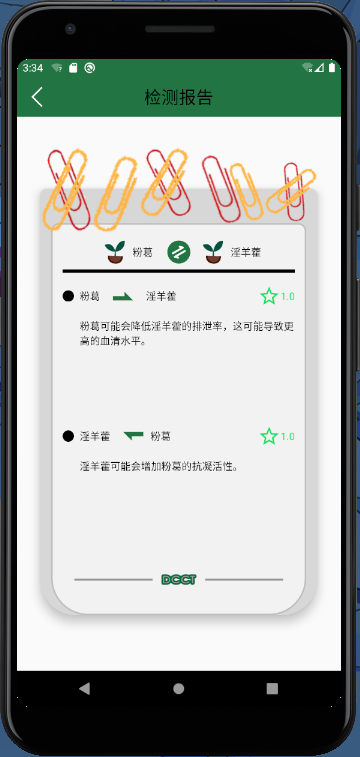 3:34
检测报告
粉葛 淫羊藿
粉葛 淫羊藿 1.0
粉葛可能会降低淫羊藿的排泄率，这可能导致更
高的血清水平。
淫羊藿 粉葛 1.0
淫羊藿可能会增加粉葛的抗凝活性。
DCCT